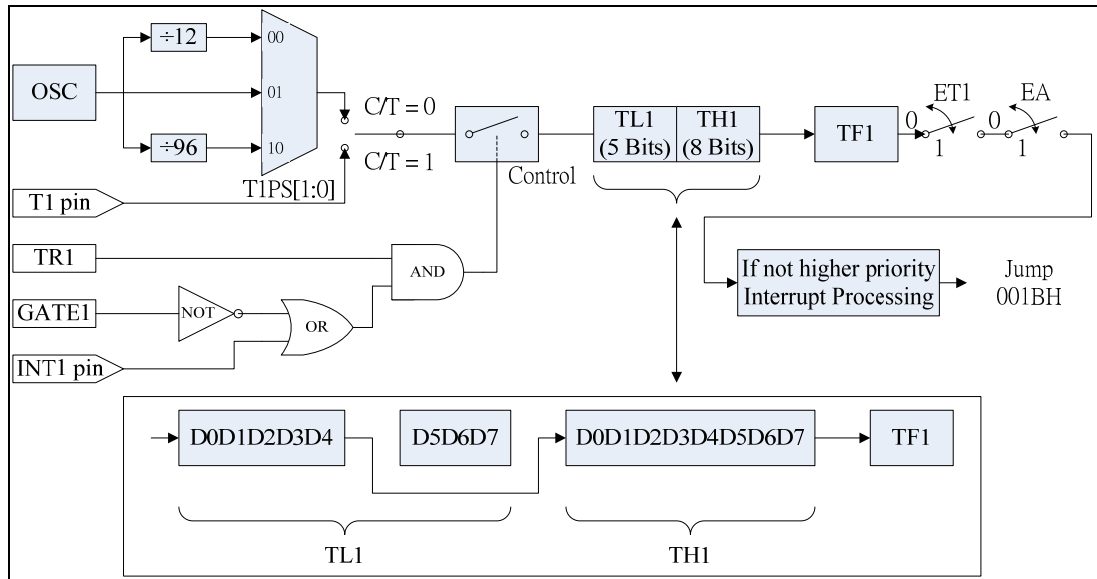 ÷12
00
OSC
01
÷96
10
T1PS[1:0]
C/T = 0
C/T = 1
Control
TL1
(5 Bits)
TH1
(8 Bits)
TF1
ET1
0
1
EA
0
1
T1 pin
TR1
GATE1
INT1 pin
NOT
OR
AND
If not higher priority
Interrupt Processing
Jump
001BH
D0D1D2D3D4
D5D6D7
D0D1D2D3D4D5D6D7
TF1
TL1
TH1